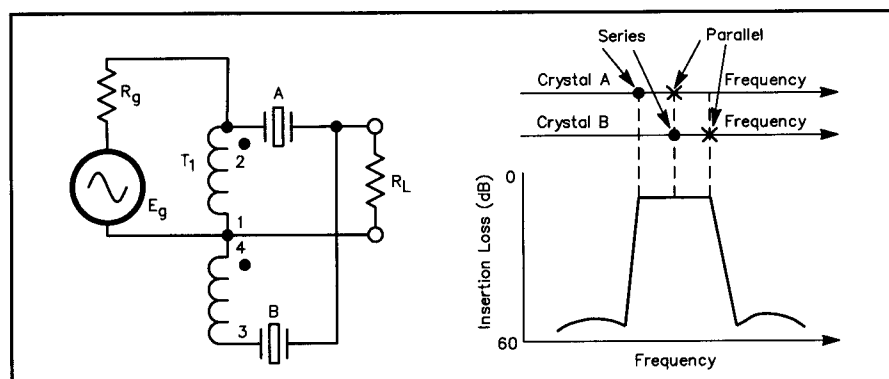 Rg
Eg
T1
2
1
4
3
A
B
RL
Series
Parallel
Crystal A
Frequency
Crystal B
Frequency
0
Insertion Loss (dB)
60
Frequency